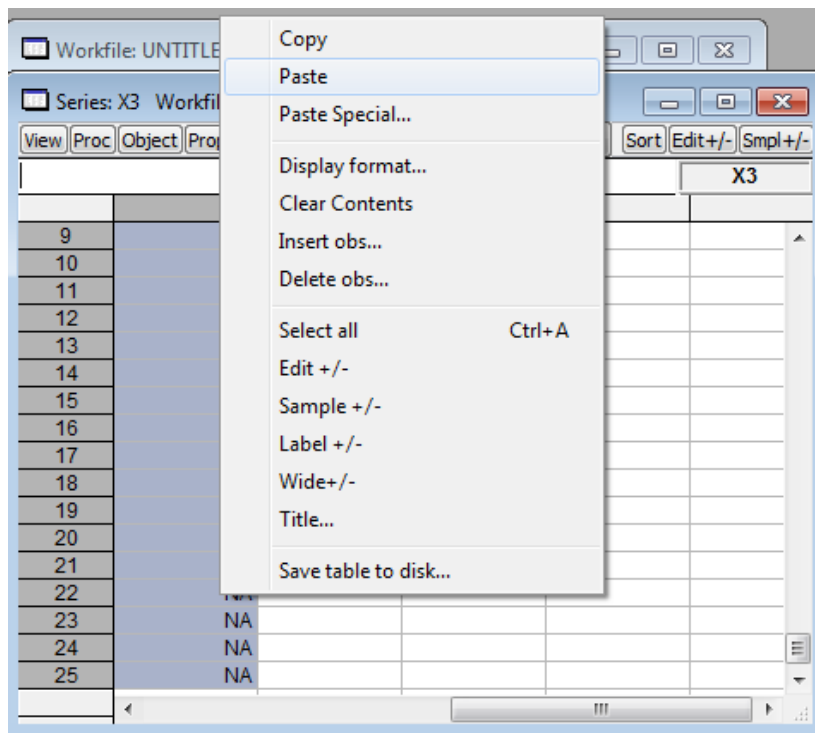 Workfile: UNTITLE
Series: X3 Workfil
View Proc Object Prop Sort Edit+/- Smpl+/-
X3
Copy
Paste
Paste Special...
Display format...
Clear Contents
Insert obs...
Delete obs...
Select all Ctrl+A
Edit +/-
Sample +/-
Label +/-
Wide+/-
Title...
Save table to disk...
9
10
11
12
13
14
15
16
17
18
19
20
21
22 NA
23 NA
24 NA
25 NA